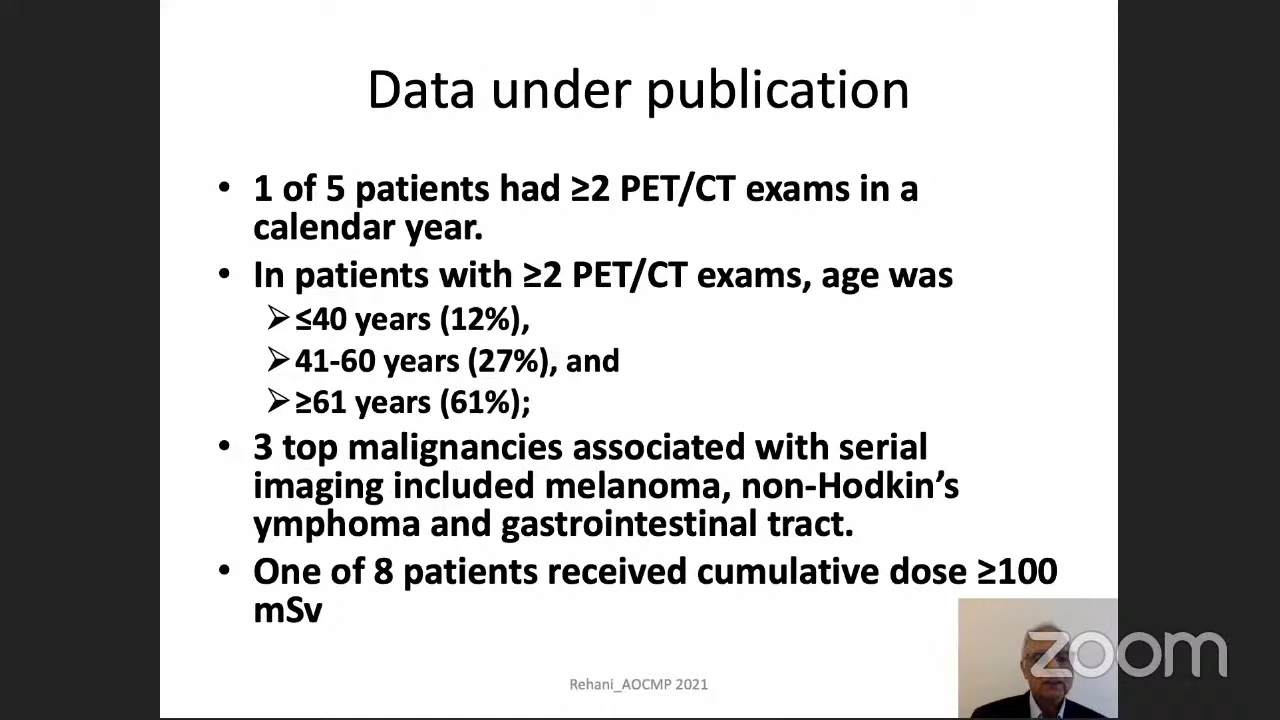 Data under publication
• 1 of 5 patients had ≥2 PET/CT exams in a
calendar year.
• In patients with ≥2 PET/CT exams, age was
➢ ≤40 years (12%),
➢ 41-60 years (27%), and
➢ ≥61 years (61%);
• 3 top malignancies associated with serial
imaging included melanoma, non-Hodkin’s
ymphoma and gastrointestinal tract.
• One of 8 patients received cumulative dose ≥100
mSv
zoom
Rehani_AOCMP 2021